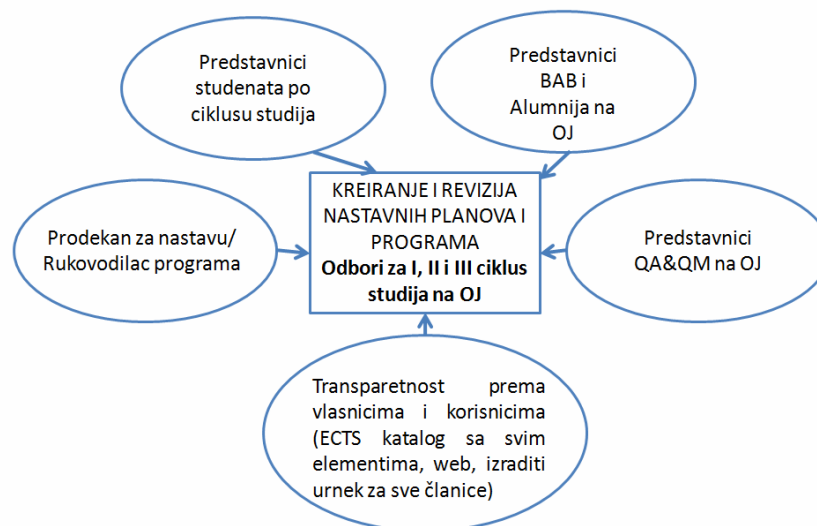 Predstavnici
studenata po
ciklusu studija
Predstavnici
BAB i
Alumnija na
OJ
KREIRANJE I REVIZIJA
NASTAVNIH PLANOVA I
PROGRAMA
Odbori za I, II i III ciklus
studija na OJ
Prodekan za nastavu/
Rukovodilac programa
Predstavnici
QA&QM na OJ
Transparetnost prema
vlasnicima i korisnicima
(ECTS katalog sa svim
elementima, web, izraditi
urnek za sve članice)